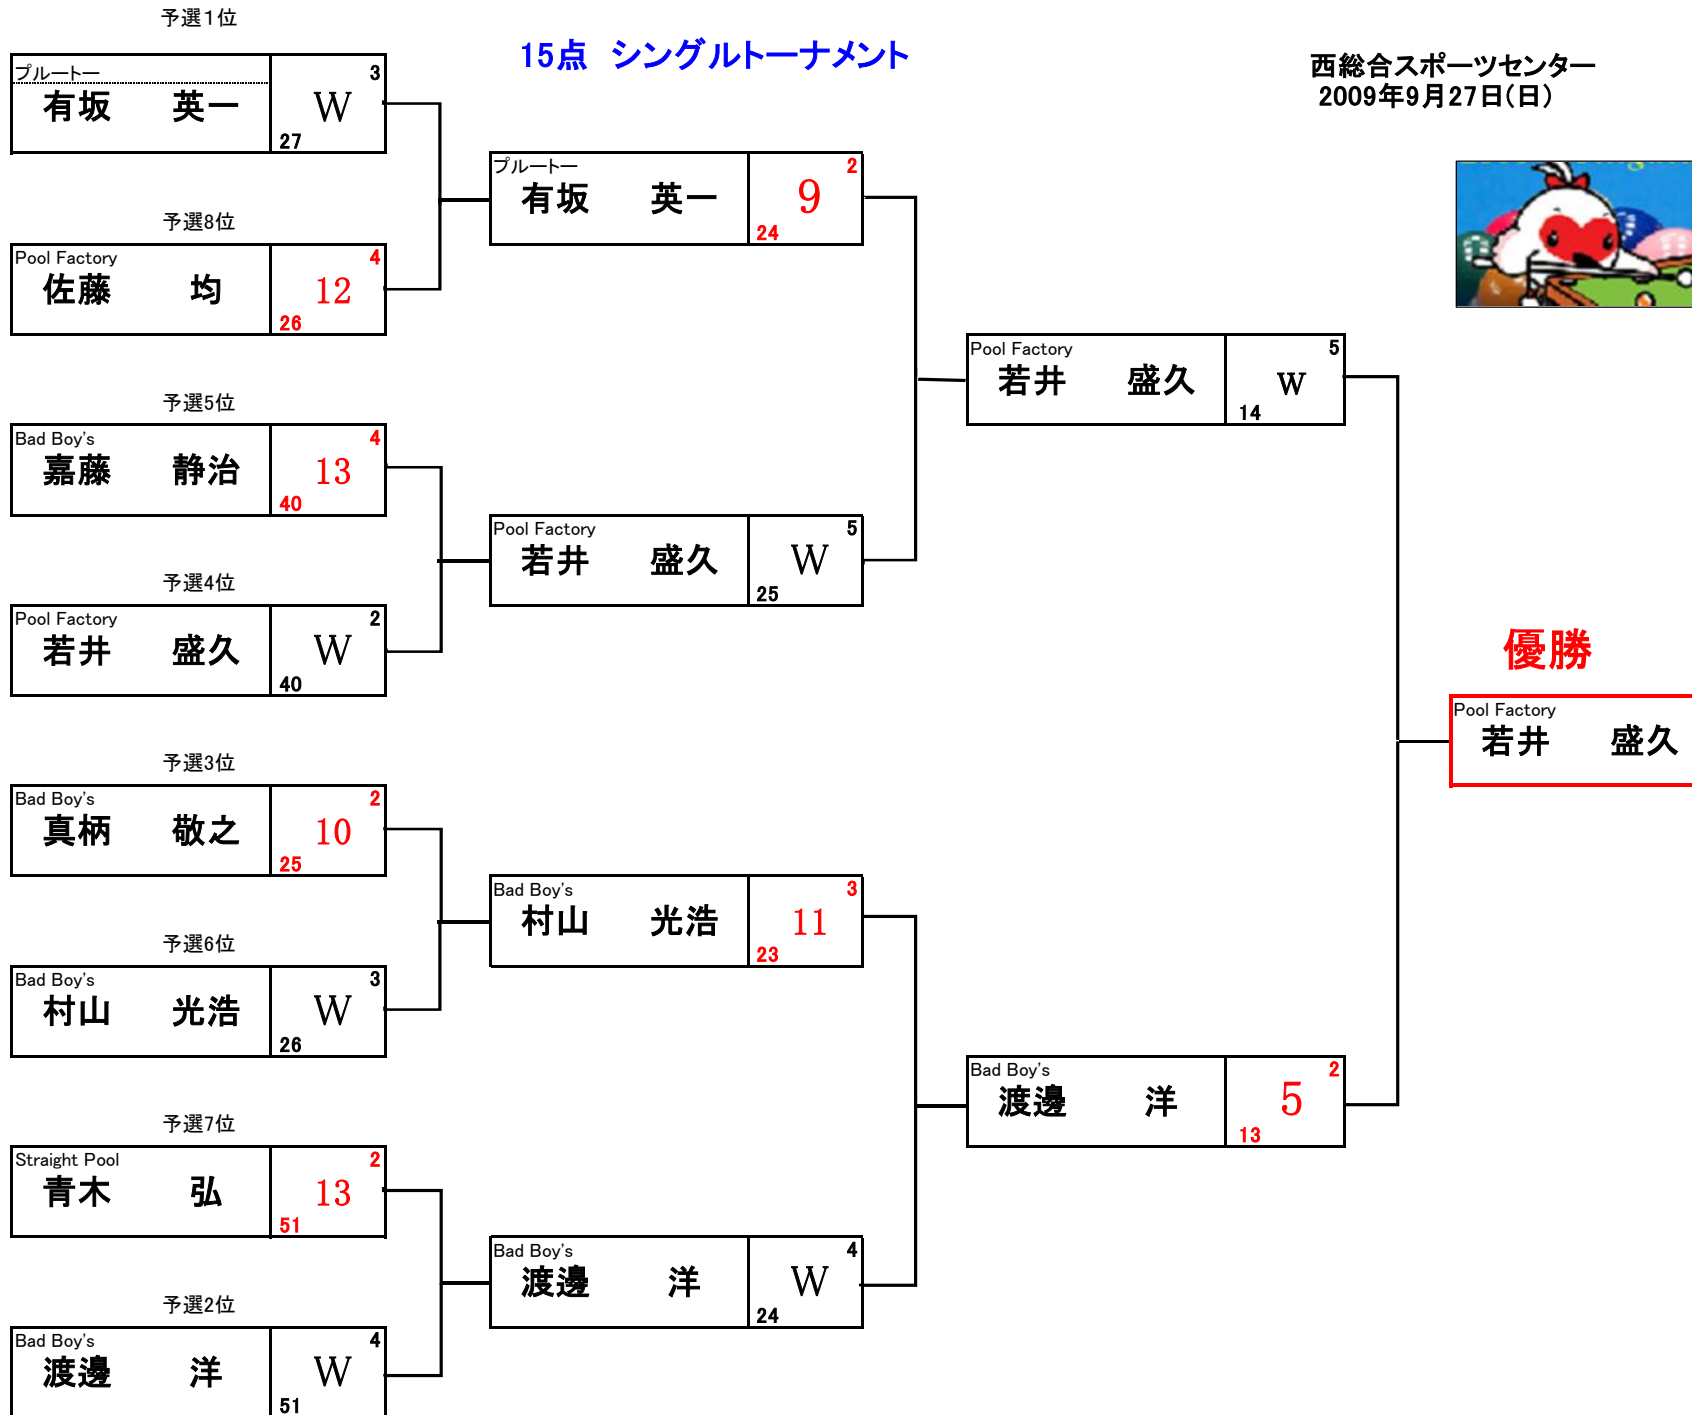 予選1位
15点 シングルトーナメント
西総合スポーツセンター
2009年9月27日(日)
プルートー
有坂 英一
3
W
27
予選8位
Pool Factory
佐藤 均
4
12
26
プルートー
有坂 英一
2
9
24
予選5位
Bad Boy's
嘉藤 静治
4
13
40
予選4位
Pool Factory
若井 盛久
2
W
40
Pool Factory
若井 盛久
5
W
25
Pool Factory
若井 盛久
5
w
14
予選3位
Bad Boy's
真柄 敬之
2
10
25
予選6位
Bad Boy's
村山 光浩
3
W
26
Bad Boy's
村山 光浩
3
11
23
予選7位
Straight Pool
青木 弘
2
13
51
予選2位
Bad Boy's
渡邊 洋
4
W
51
Bad Boy's
渡邊 洋
4
W
24
Bad Boy's
渡邊 洋
2
5
13
優勝
Pool Factory
若井 盛久